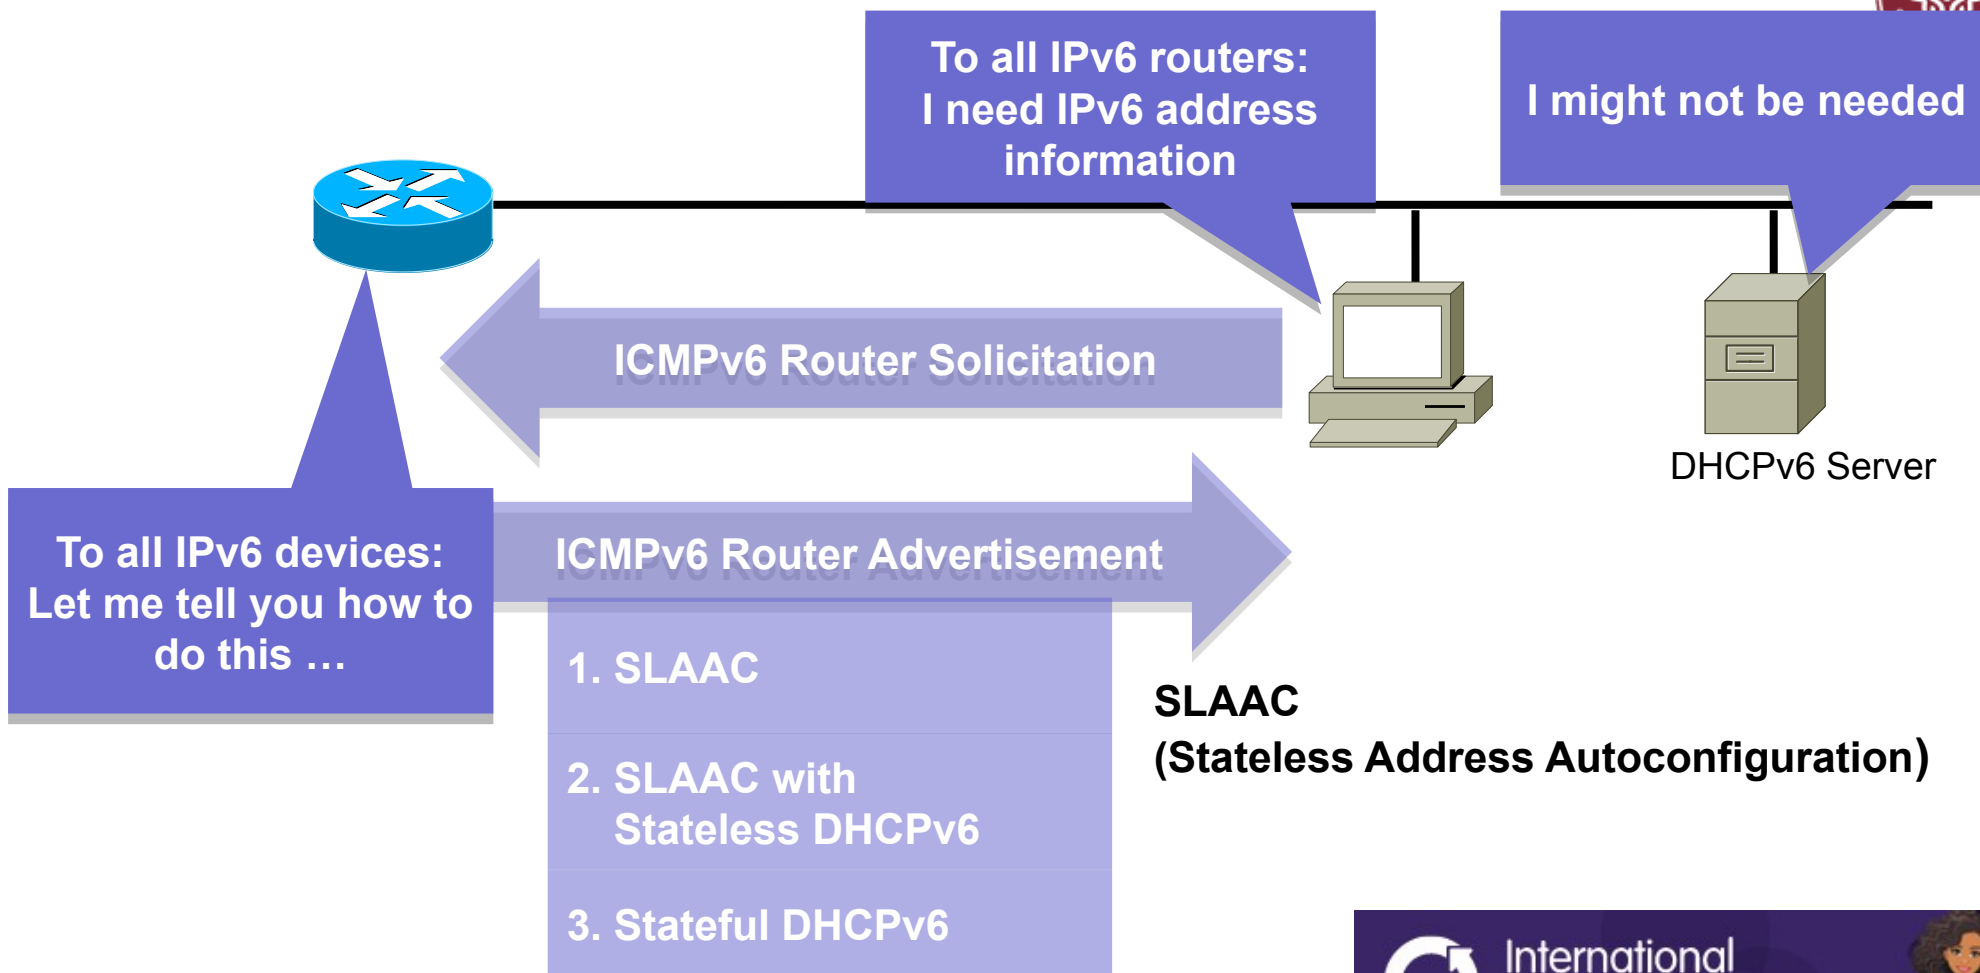 To all IPv6 routers:
I need IPv6 address
information
I might not be needed
ICMPv6 Router Solicitation
DHCPv6 Server
To all IPv6 devices:
Let me tell you how to
do this …
ICMPv6 Router Advertisement
1. SLAAC
2. SLAAC with
Stateless DHCPv6
3. Stateful DHCPv6
SLAAC
(Stateless Address Autoconfiguration)
International